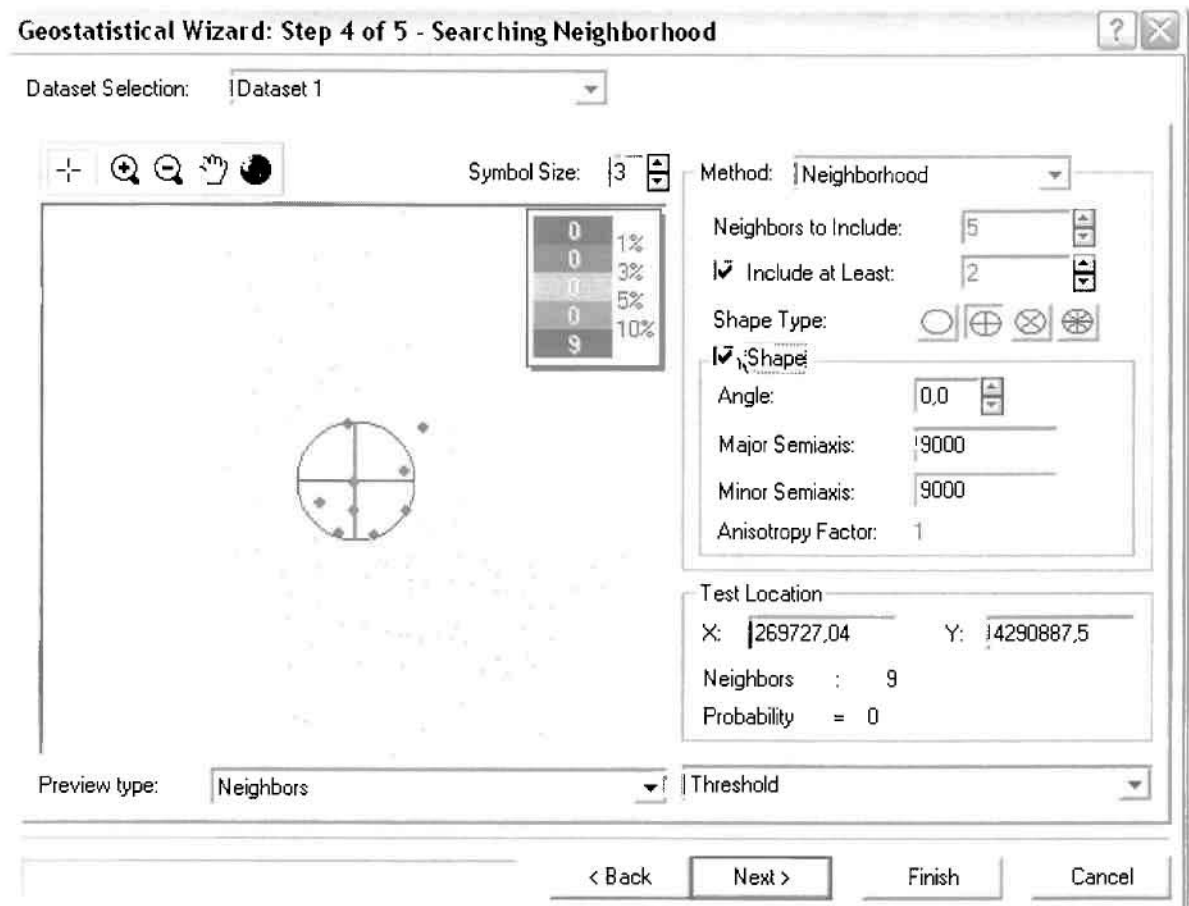 Geostatistical Wizard: Step 4 of 5 - Searching Neighborhood
?
Dataset Selection: Dataset 1
Symbol Size: 3
0
0
0
0
9
1%
3%
5%
10%
Method: Neighborhood
Neighbors to Include: 5
Include at Least: 2
Shape Type:
Shape
Angle: 0,0
Major Semiaxis: 9000
Minor Semiaxis: 9000
Anisotropy Factor: 1
Test Location
X: 269727,04 Y: 4290887,5
Neighbors : 9
Probability = 0
Preview type: Neighbors
Threshold
< Back Next > Finish Cancel